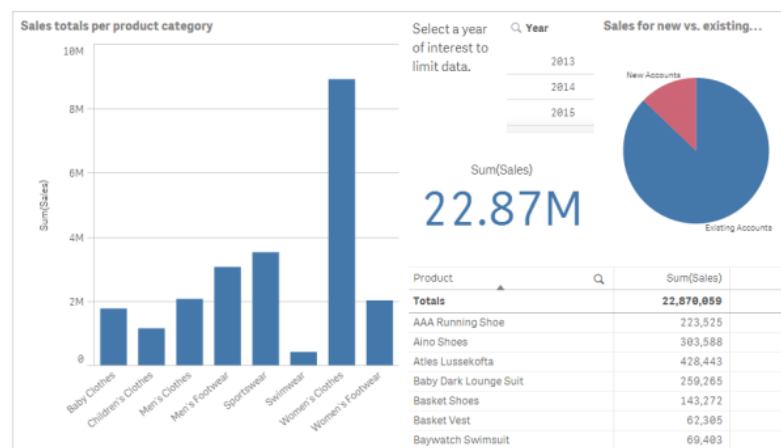 Sales totals per product category
10M
8M
6M
4M
2M
0
Sum(Sales)
Baby Clothes
Children's Clothes
Men's Clothes
Men's Footwear
Sportswear
Swimwear
Women's Clothes
Women's Footwear
Select a year
of interest to
limit data.
Year
2013
2014
2015
Sum(Sales)
22.87M
Sales for new vs. existing...
New Accounts
Existing Accounts
Product Sum(Sales)
Totals 22,870,059
AAA Running Shoe 223,525
Aino Shoes 303,588
Atles Lussekofta 428,443
Baby Dark Lounge Suit 259,265
Basket Shoes 143,272
Basket Vest 62,305
Baywatch Swimsuit 69,403